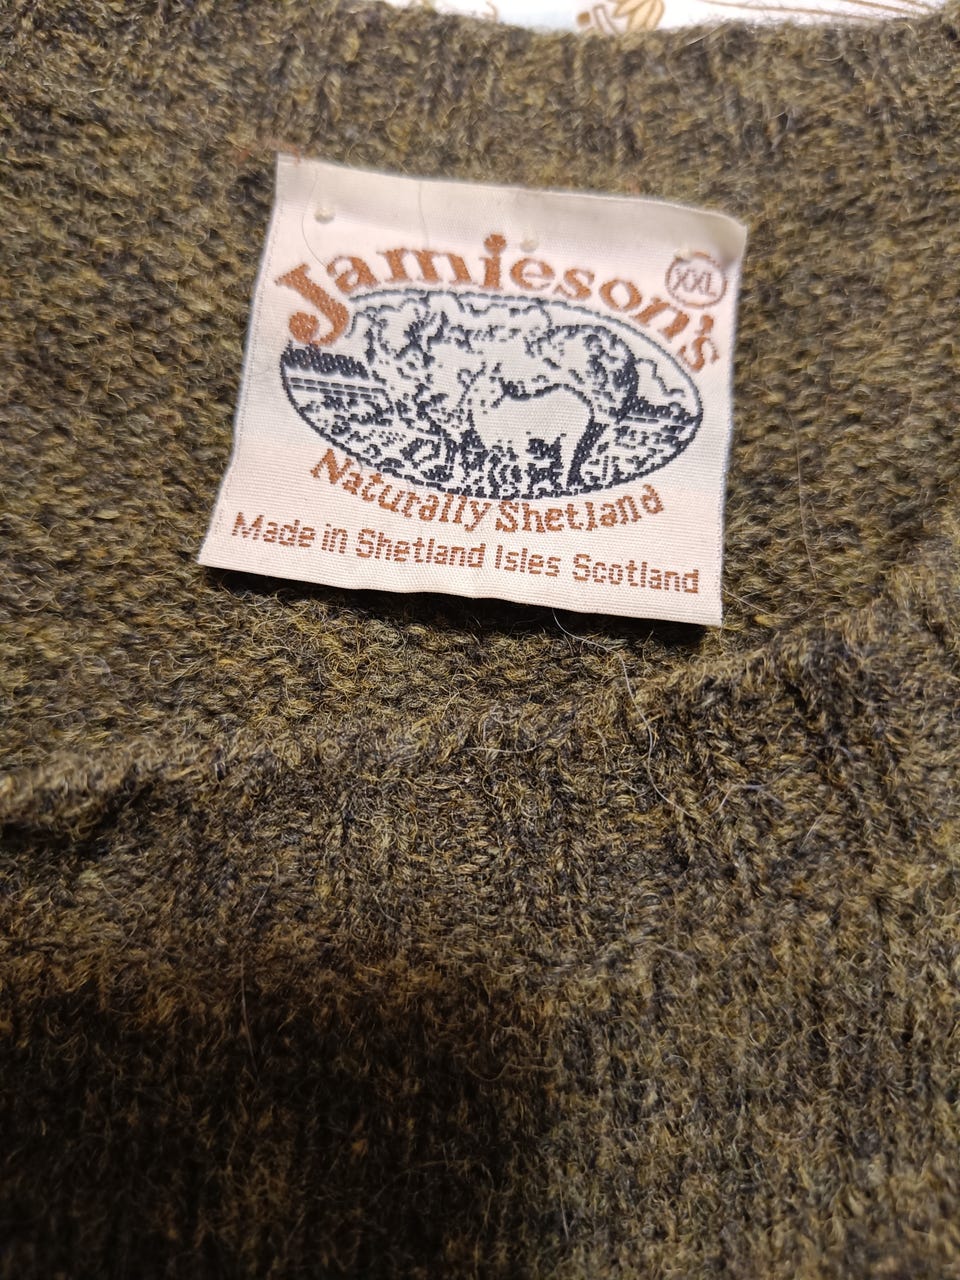 Jamieson's
XXL
Naturally Shetland
Made in Shetland Isles Scotland